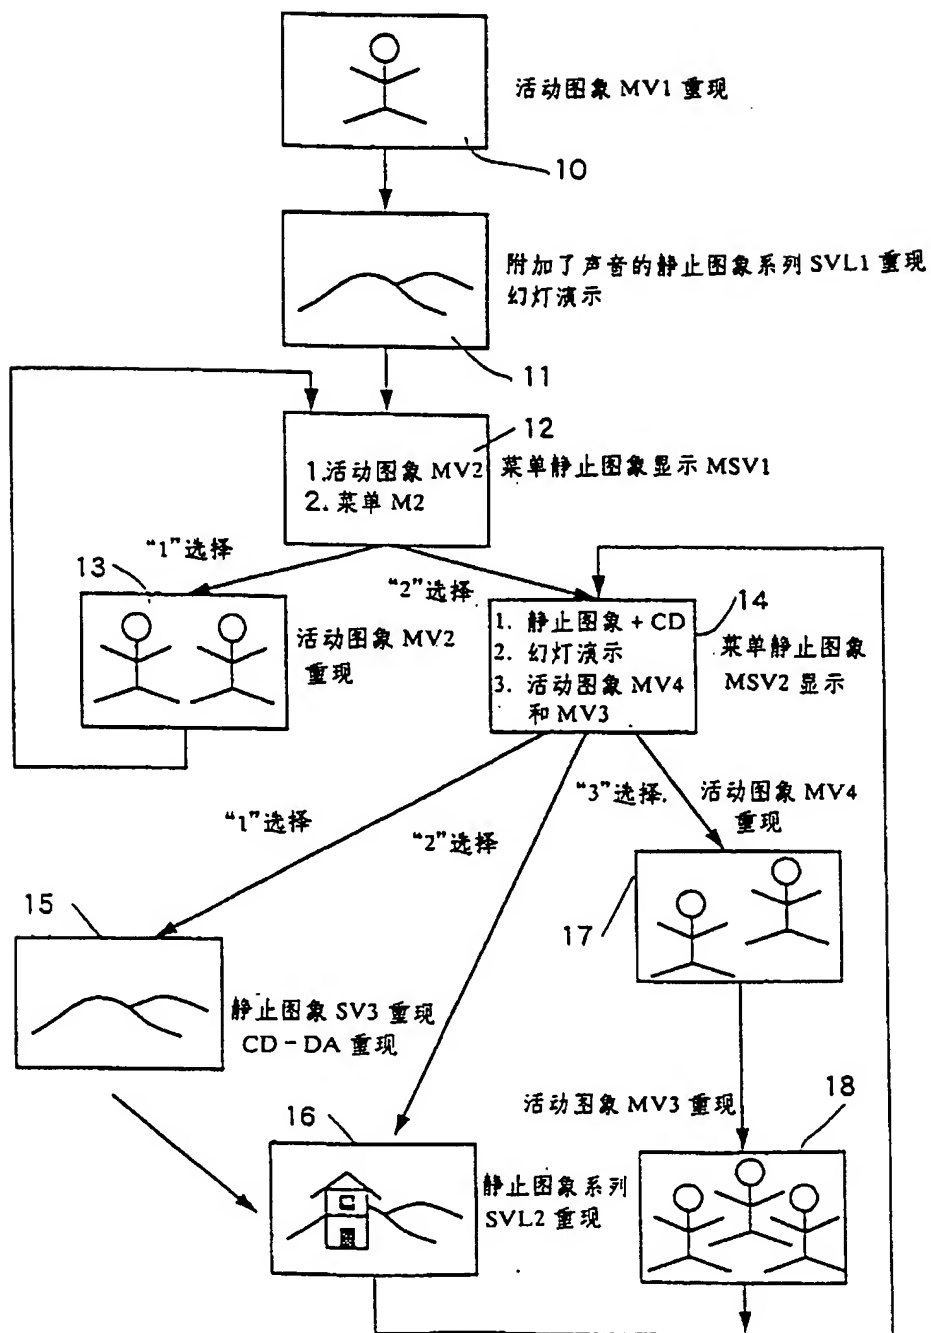 活动图象 MV1 重现
10
附加了声音的静止图象系列 SVL1 重现
幻灯演示
11
12
1.活动图象 MV2
2.菜单 M2
菜单静止图象显示 MSV1
“1”选择
13
“2”选择
活动图象 MV2
重现
14
1. 静止图象 + CD
2. 幻灯演示
3. 活动图象 MV4
和 MV3
菜单静止图象
MSV2 显示
“1”选择
“2”选择
“3”选择
活动图象 MV4
重现
15
17
静止图象 SV3 重现
CD-DA 重现
活动图象 MV3 重现
18
16
静止图象系列
SVL2 重现